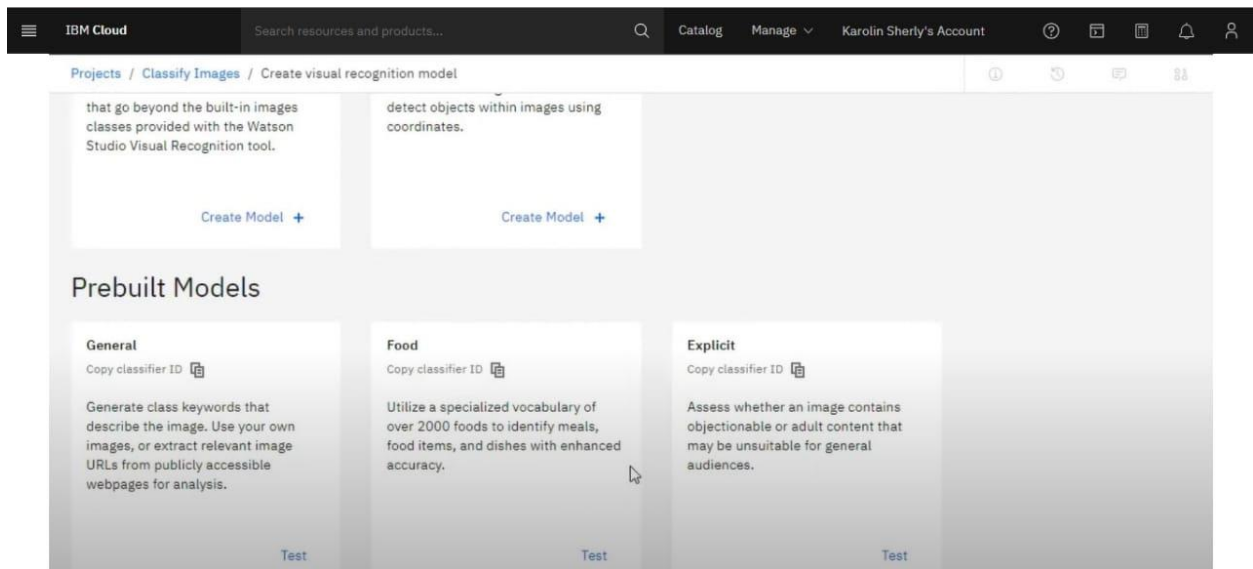 IBM Cloud Search resources and products... Catalog Manage Karolin Sherly's Account
Projects / Classify Images / Create visual recognition model
that go beyond the built-in images
classes provided with the Watson
Studio Visual Recognition tool.
Create Model +
detect objects within images using
coordinates.
Create Model +
Prebuilt Models
General
Copy classifier ID
Generate class keywords that
describe the image. Use your own
images, or extract relevant image
URLs from publicly accessible
webpages for analysis.
Test
Food
Copy classifier ID
Utilize a specialized vocabulary of
over 2000 foods to identify meals,
food items, and dishes with enhanced
accuracy.
Test
Explicit
Copy classifier ID
Assess whether an image contains
objectionable or adult content that
may be unsuitable for general
audiences.
Test